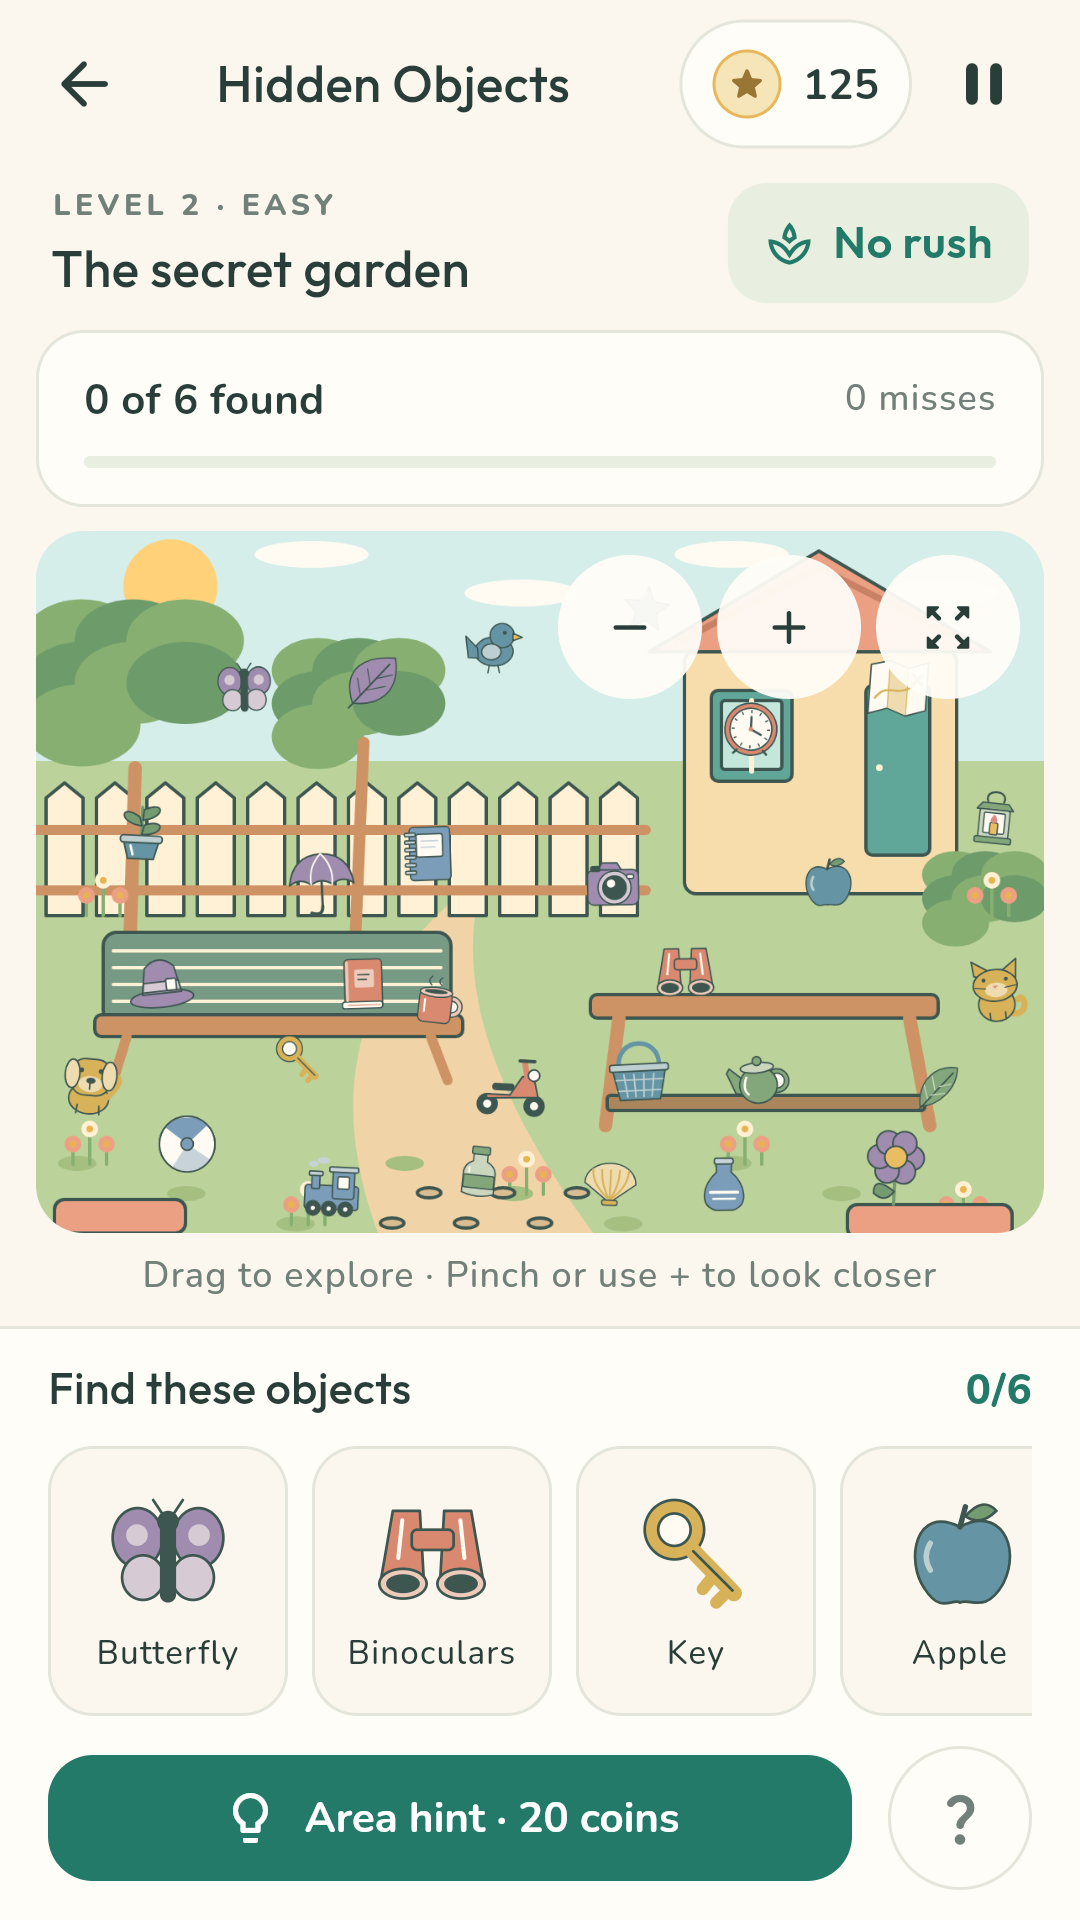 Hidden Objects
125
LEVEL 2 · EASY
The secret garden
No rush
0 of 6 found
0 misses
Drag to explore · Pinch or use + to look closer
Find these objects
0/6
Butterfly
Binoculars
Key
Apple
Area hint · 20 coins
?